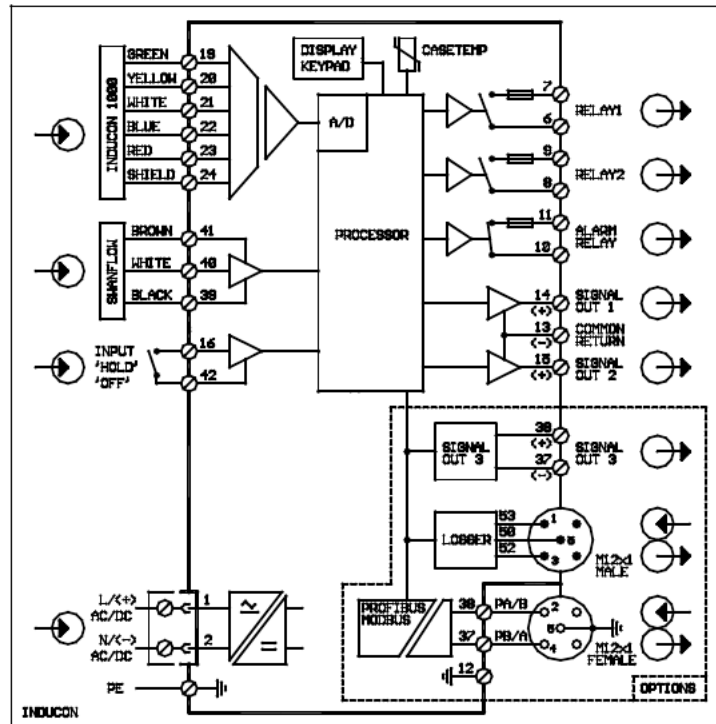 DISPLAY
KEYPAD
CASETEMP
INDUCON 1000
GREEN 19
YELLOW 20
WHITE 21
BLUE 22
RED 23
SHIELD 24
A/D
PROCESSOR
7
6
RELAY1
9
8
RELAY2
11
10
ALARM
RELAY
SWANFLOW
BROWN 41
WHITE 40
BLACK 39
14
(+)
SIGNAL
OUT 1
13
(-)
COMMON
RETURN
15
(+)
SIGNAL
OUT 2
INPUT
'HOLD'
'OFF'
16
42
SIGNAL
OUT 3
38
(+)
37
(-)
SIGNAL
OUT 3
LOGGER
53
50
52
1
5
3
M12x1
MALE
PROFIBUS
MODBUS
38 PA/B
37 PB/A
2
5
4
M12x1
FEMALE
12
L/(+)
AC/DC
1
N/(-)
AC/DC
2
PE
OPTIONS
INDUCON